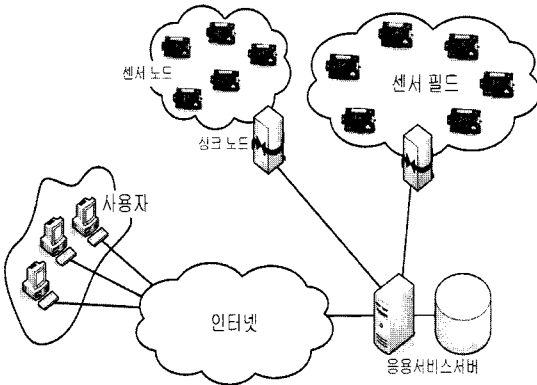 센서 노드
센서 필드
싱크 노드
사용자
인터넷
응용서비스서버